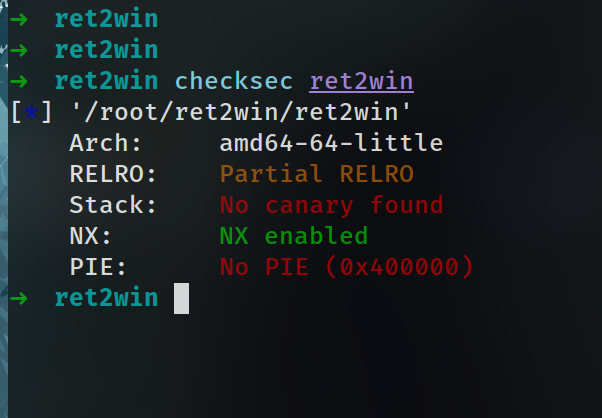 → ret2win
→ ret2win
→ ret2win checksec ret2win
[*] '/root/ret2win/ret2win'
Arch: amd64-64-little
RELRO: Partial RELRO
Stack: No canary found
NX: NX enabled
PIE: No PIE (0x400000)
→ ret2win